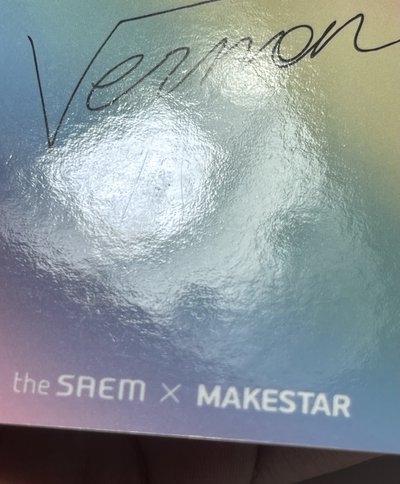 Vernon
the SAEM × MAKESTAR